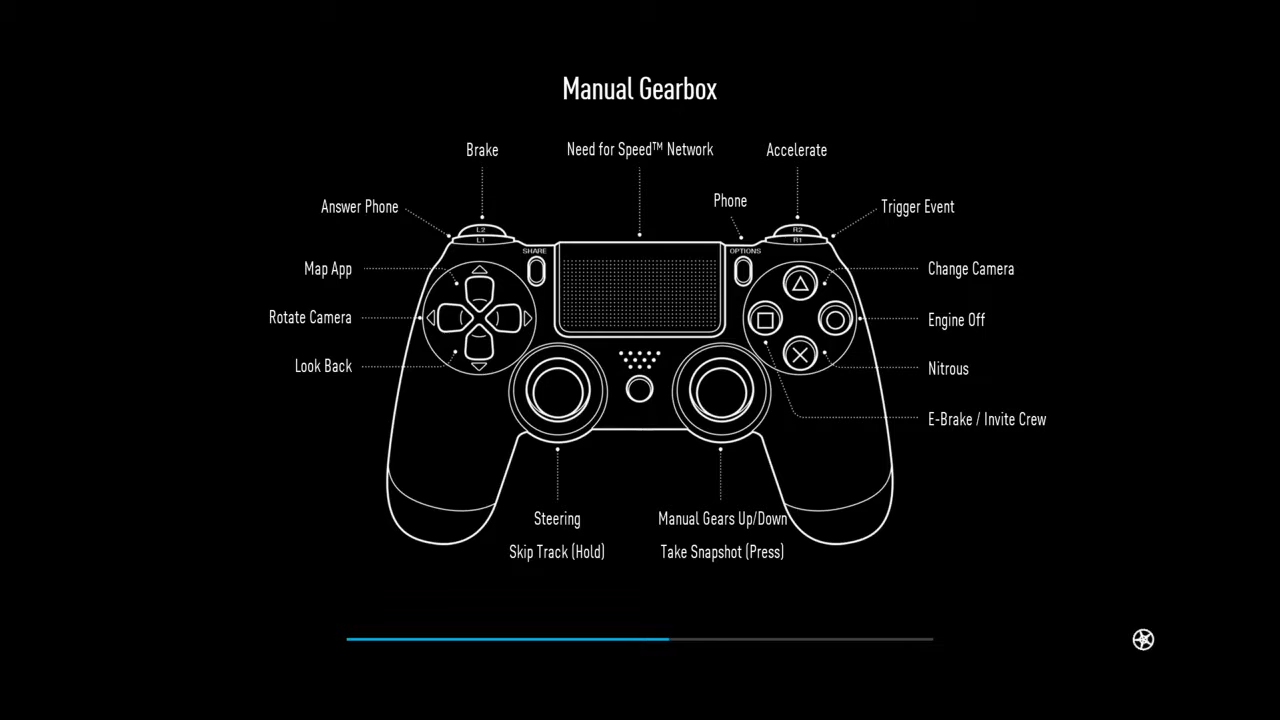 Manual Gearbox
Brake
Need for Speed™ Network
Accelerate
Answer Phone
Phone
Trigger Event
L2
R2
L1
R1
SHARE
OPTIONS
Map App
Change Camera
Rotate Camera
Engine Off
Look Back
Nitrous
E-Brake / Invite Crew
Steering
Manual Gears Up/Down
Skip Track (Hold)
Take Snapshot (Press)